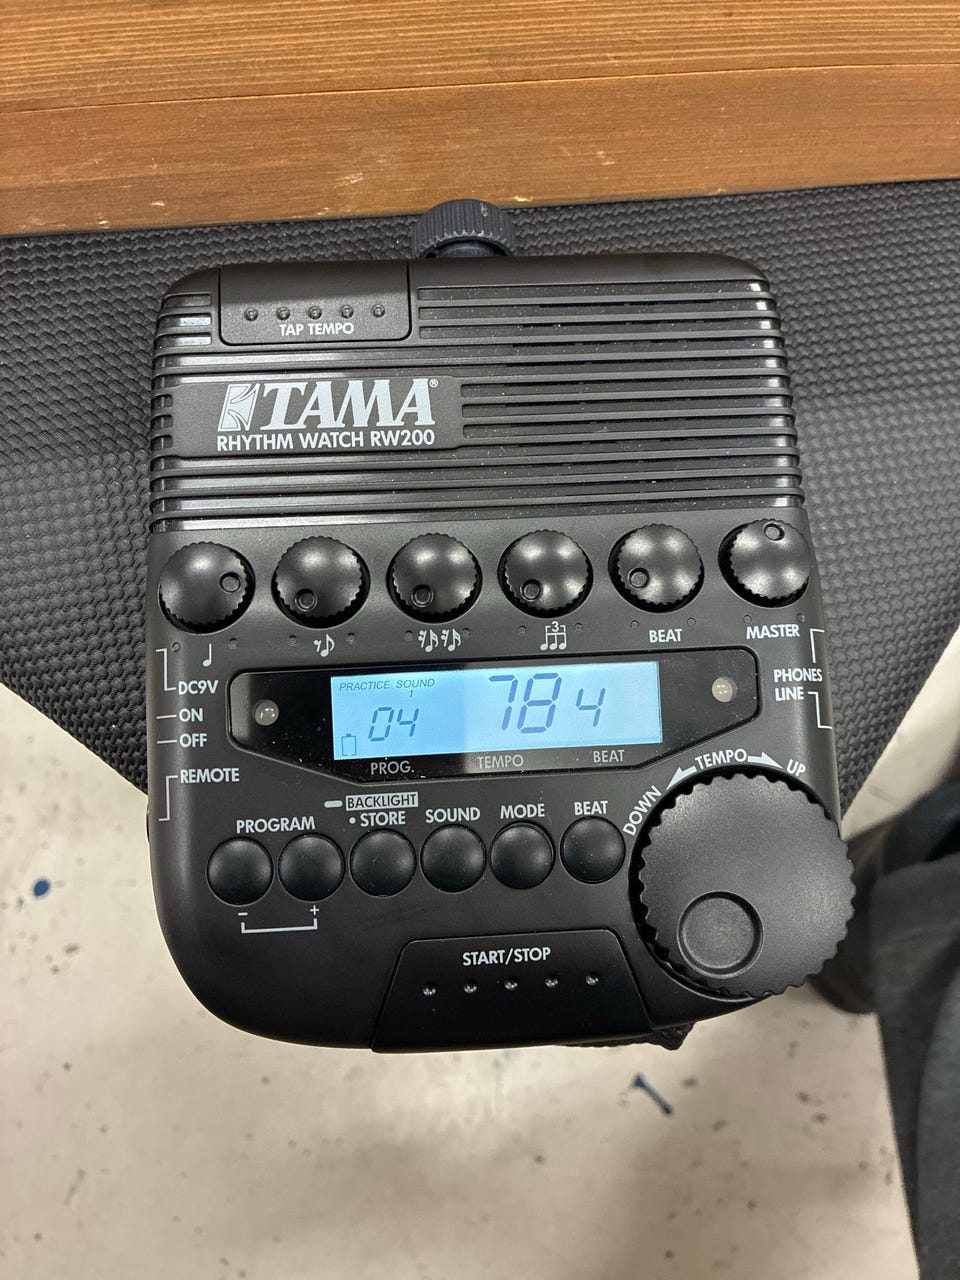 TAP TEMPO
TAMA®
RHYTHM WATCH RW200
3
BEAT
MASTER
DC9V
ON
OFF
REMOTE
PHONES
LINE
PRACTICE SOUND
1
04
78 4
PROG.
TEMPO
BEAT
DOWN
TEMPO
UP
PROGRAM
BACKLIGHT
• STORE
SOUND
MODE
BEAT
- +
START/STOP